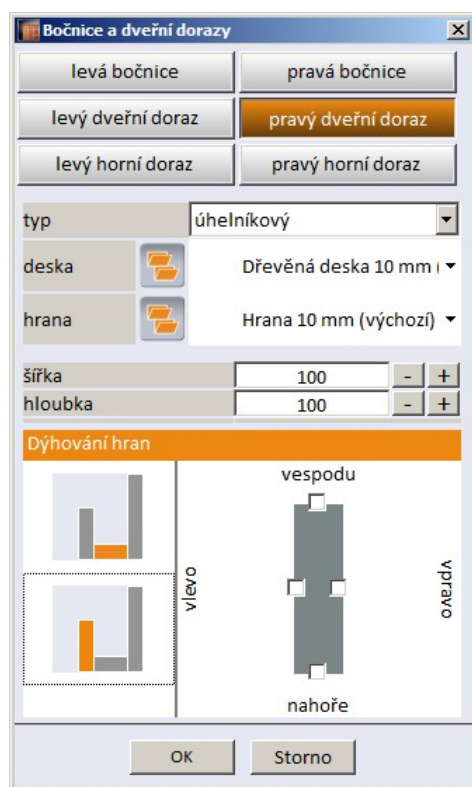 Bočnice a dveřní dorazy
levá bočnice pravá bočnice
levý dveřní doraz pravý dveřní doraz
levý horní doraz pravý horní doraz
typ úhelníkový
deska Dřevěná deska 10 mm (
hrana Hrana 10 mm (výchozí)
šířka 100 - +
hloubka 100 - +
Dýhování hran
vespodu
vlevo
vpravo
nahoře
OK Storno